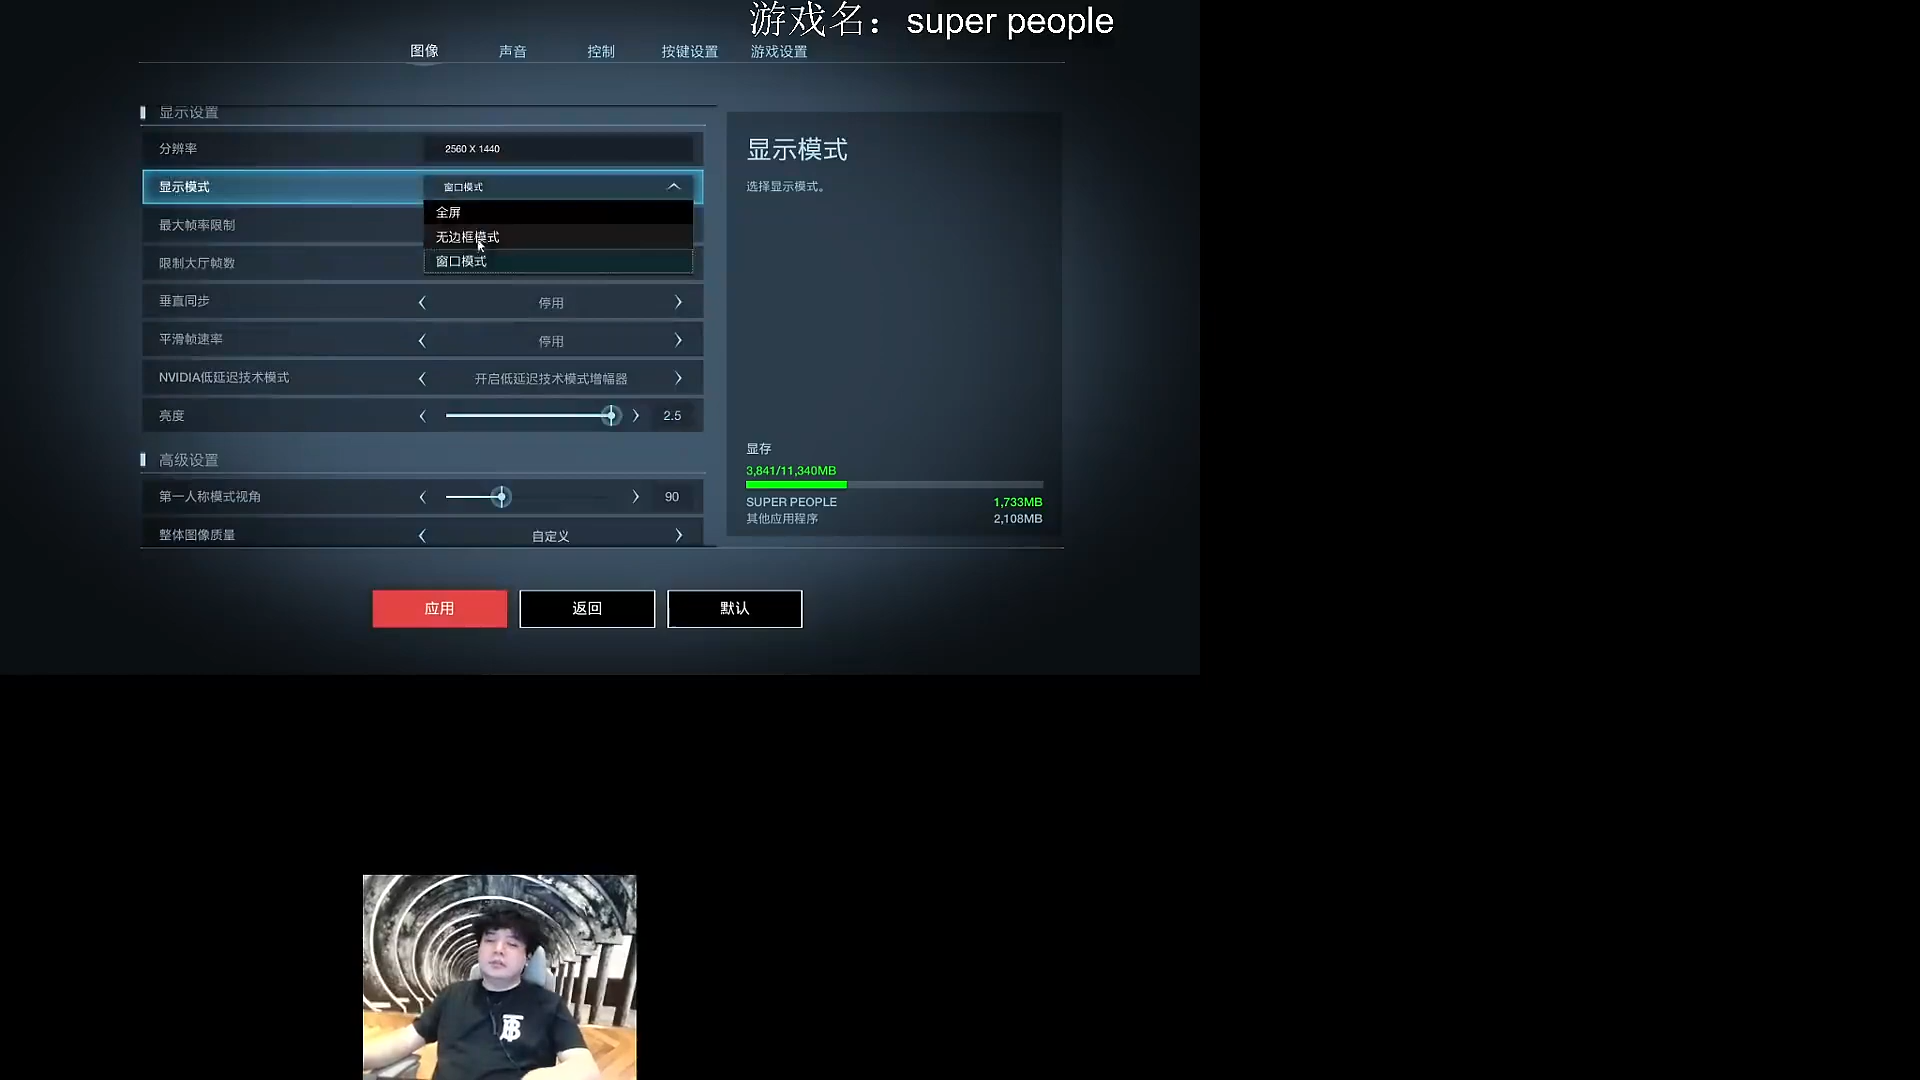 游戏名：super people
图像 声音 控制 按键设置 游戏设置
显示设置
分辨率 2560 X 1440
显示模式 窗口模式
全屏
无边框模式
窗口模式
最大帧率限制
限制大厅帧数
垂直同步 停用
平滑帧速率 停用
NVIDIA低延迟技术模式 开启低延迟技术模式增幅器
亮度 2.5
高级设置
第一人称模式视角 90
整体图像质量 自定义
显示模式
选择显示模式。
显存
3,841/11,340MB
SUPER PEOPLE 1,733MB
其他应用程序 2,108MB
应用 返回 默认